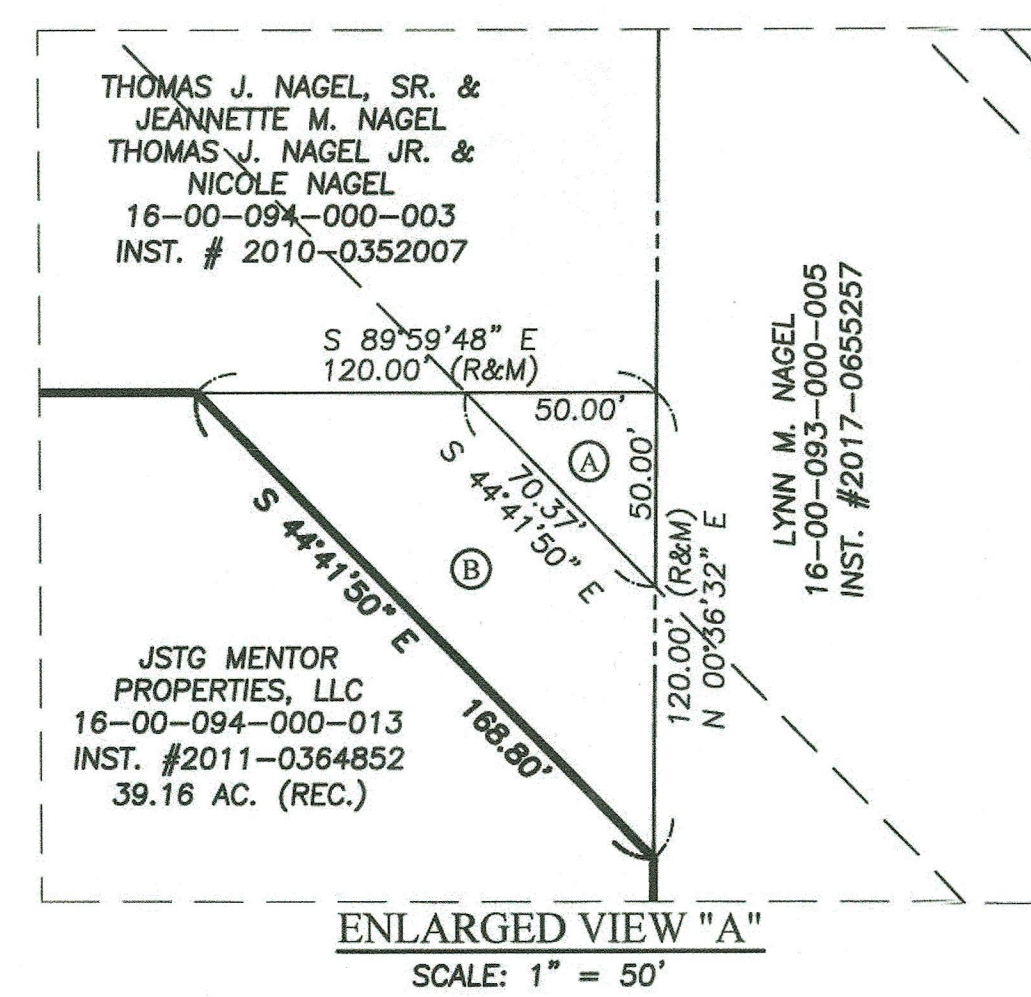 THOMAS J. NAGEL, SR. &
JEANNETTE M. NAGEL
THOMAS J. NAGEL JR. &
NICOLE NAGEL
16-00-094-000-003
INST. # 2010-0352007
S 89°59'48" E
120.00' (R&M)
50.00'
A
50.00'
70.37'
S 44°41'50" E
B
S 44°41'50" E
168.80'
120.00' (R&M)
N 00°36'32" E
LYNN M. NAGEL
16-00-093-000-005
INST. #2017-0655257
JSTG MENTOR
PROPERTIES, LLC
16-00-094-000-013
INST. #2011-0364852
39.16 AC. (REC.)
ENLARGED VIEW "A"
SCALE: 1" = 50'